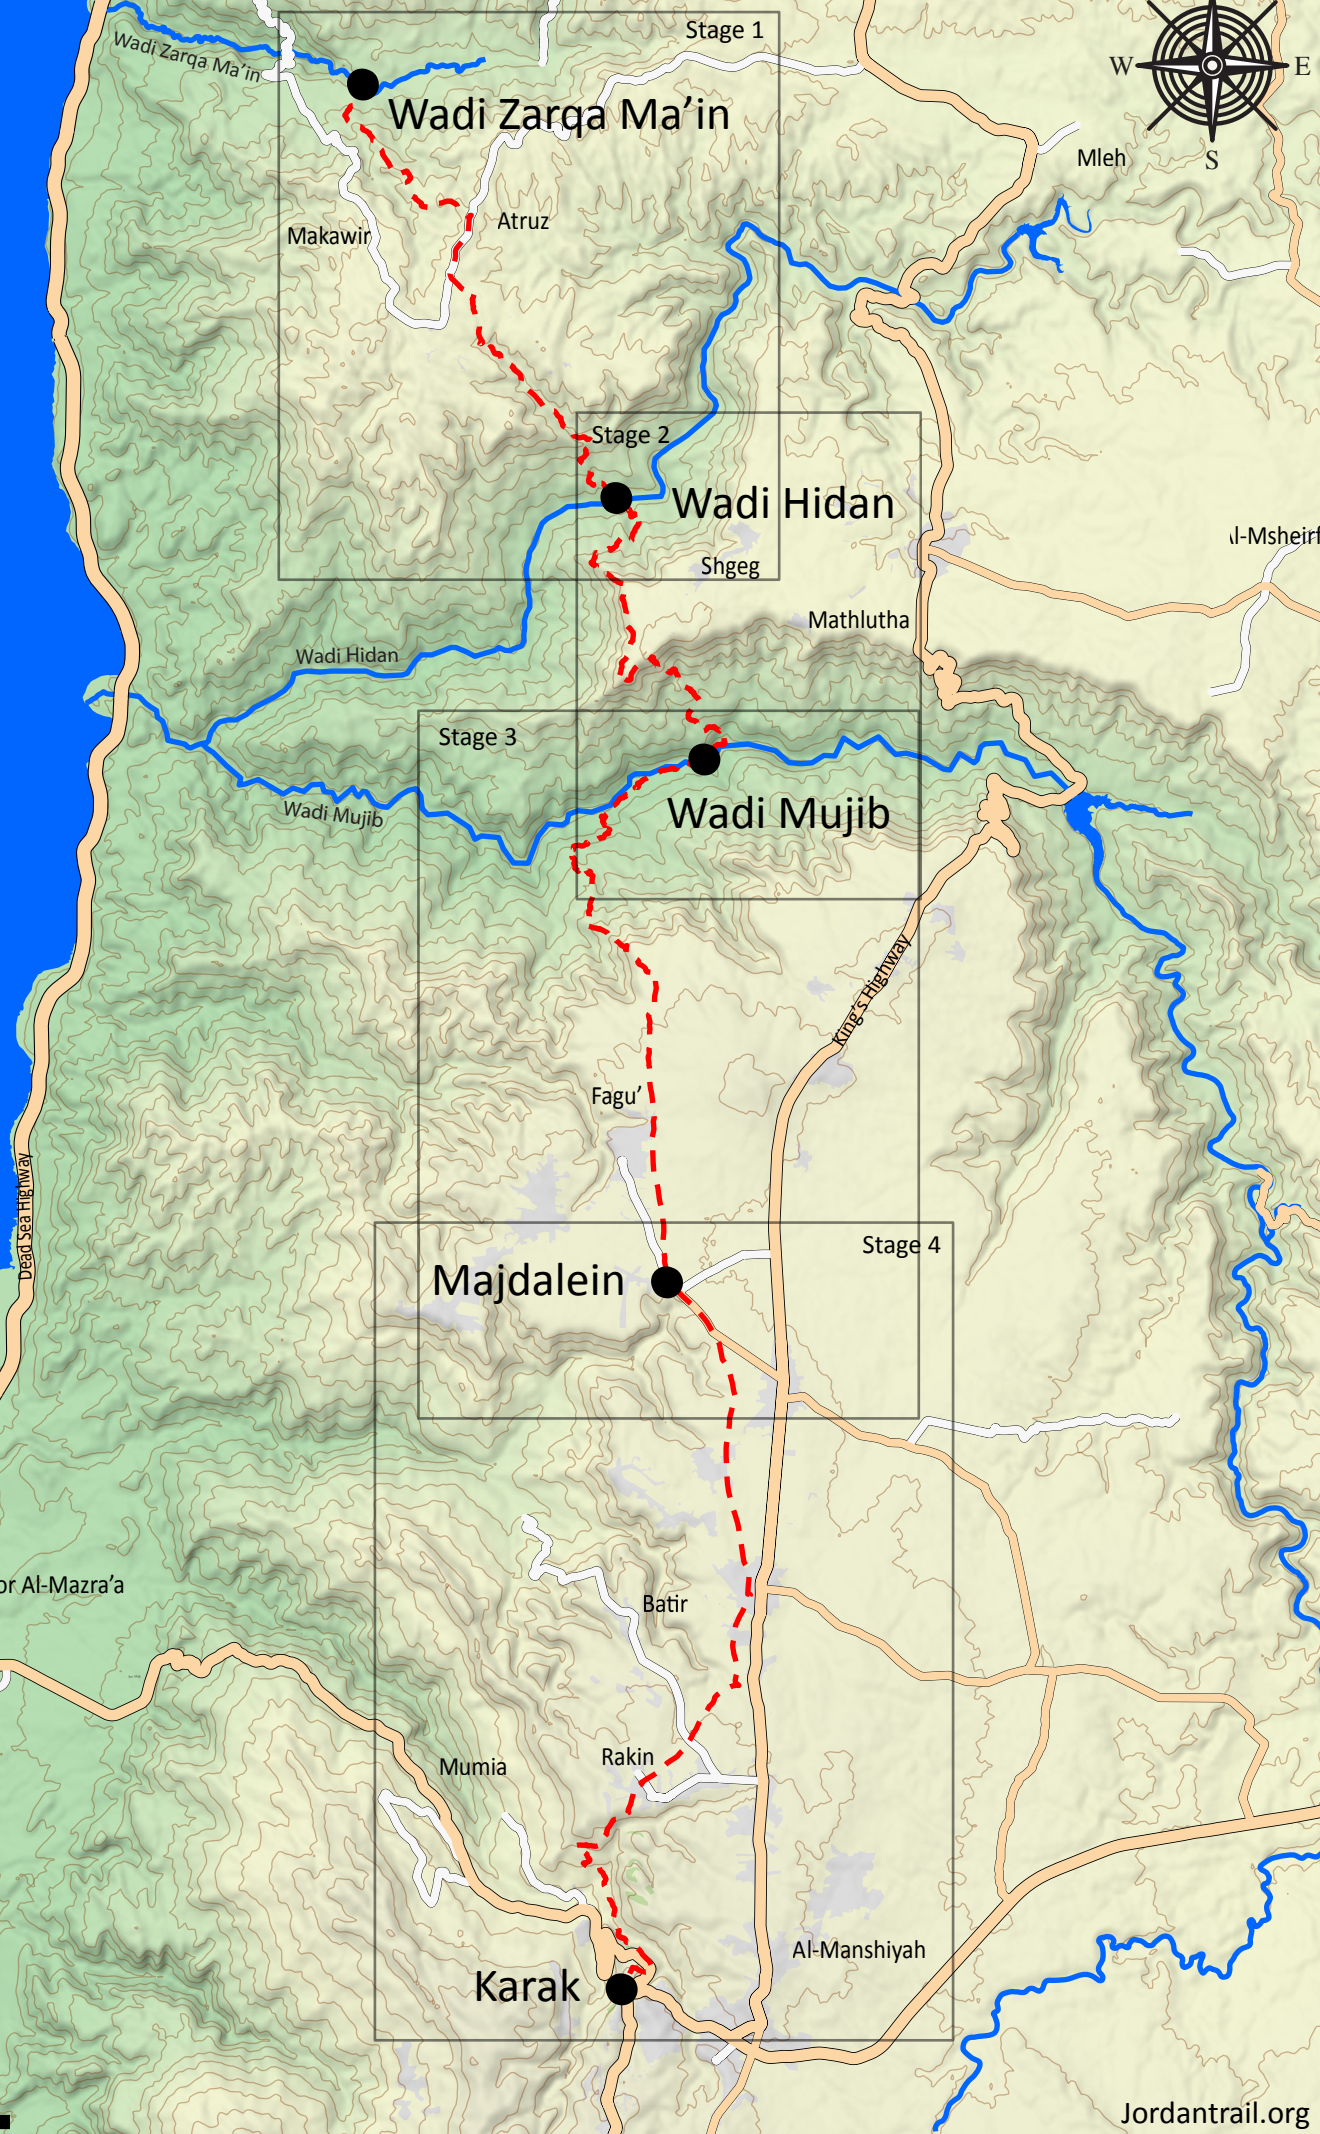 Stage 1
Wadi Zarqa Ma'in
W
E
S
Wadi Zarqa Ma'in
Mleh
Makawir
Atruz
Stage 2
Wadi Hidan
Al-Msheirf
Shgeg
Mathlutha
Wadi Hidan
Stage 3
Wadi Mujib
Wadi Mujib
King's Highway
Fagu'
Dead Sea Highway
Stage 4
Majdalein
or Al-Mazra'a
Batir
Rakin
Mumia
Al-Manshiyah
Karak
Jordantrail.org